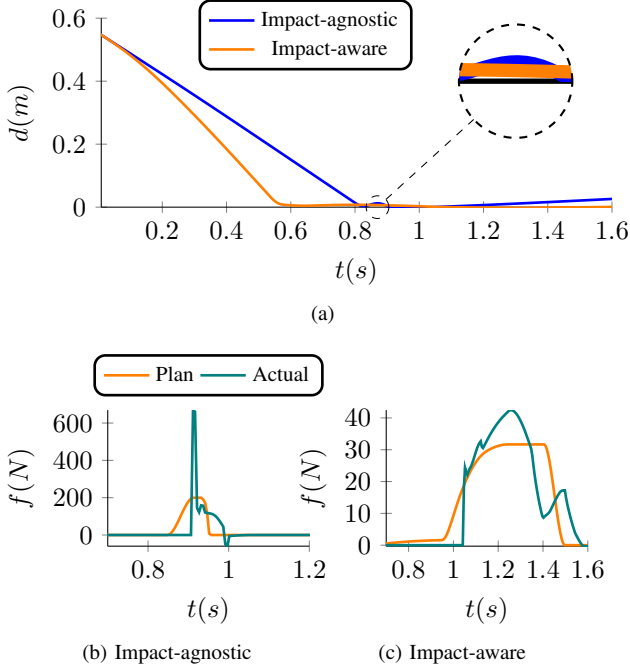 Impact-agnostic
Impact-aware
d(m)
0.6
0.4
0.2
0
0.2 0.4 0.6 0.8 1 1.2 1.4 1.6
t(s)
(a)
Plan Actual
f(N)
600
400
200
0
0.8 1 1.2
t(s)
(b) Impact-agnostic
f(N)
40
30
20
10
0
0.8 1 1.2 1.4 1.6
t(s)
(c) Impact-aware